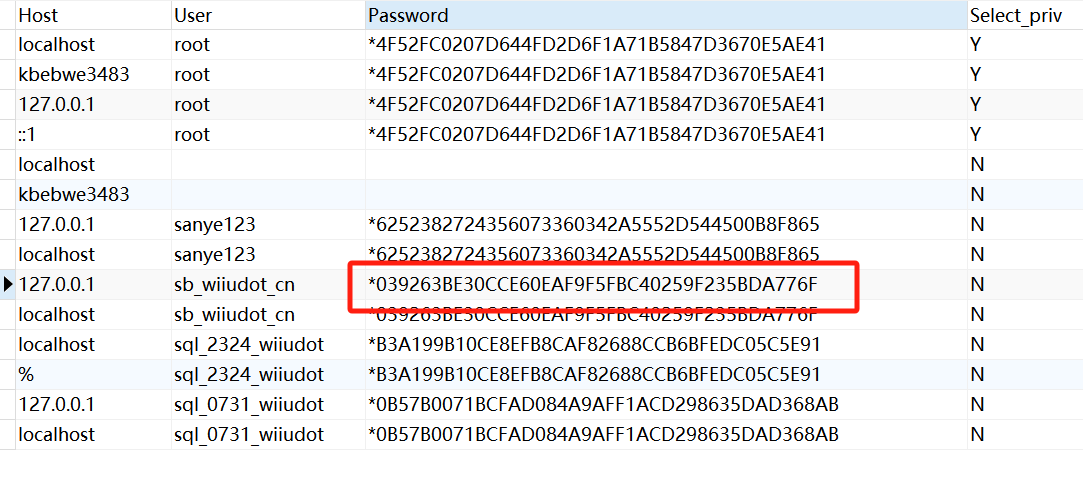 Host User Password Select_priv
localhost root *4F52FC0207D644FD2D6F1A71B5847D3670E5AE41 Y
kbebwe3483 root *4F52FC0207D644FD2D6F1A71B5847D3670E5AE41 Y
127.0.0.1 root *4F52FC0207D644FD2D6F1A71B5847D3670E5AE41 Y
::1 root *4F52FC0207D644FD2D6F1A71B5847D3670E5AE41 Y
localhost N
kbebwe3483 N
127.0.0.1 sanye123 *6252382724356073360342A5552D544500B8F865 N
localhost sanye123 *6252382724356073360342A5552D544500B8F865 N
127.0.0.1 sb_wiiudot_cn *039263BE30CCE60EAF9F5FBC40259F235BDA776F N
localhost sb_wiiudot_cn *039263BE30CCE60EAF9F5FBC40259F235BDA776F N
localhost sql_2324_wiiudot *B3A199B10CE8EFB8CAF82688CCB6BFEDC05C5E91 N
% sql_2324_wiiudot *B3A199B10CE8EFB8CAF82688CCB6BFEDC05C5E91 N
127.0.0.1 sql_0731_wiiudot *0B57B0071BCFAD084A9AFF1ACD298635DAD368AB N
localhost sql_0731_wiiudot *0B57B0071BCFAD084A9AFF1ACD298635DAD368AB N